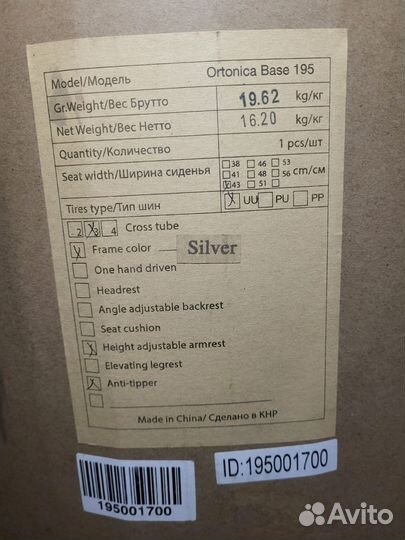 Model/Модель Ortonica Base 195
Gr.Weight/Вес Брутто 19.62 kg/кг
Net Weight/Вес Нетто 16.20 kg/кг
Quantity/Количество 1 pcs/шт
Seat width/Ширина сиденья 38 46 53
41 48 56 cm/см
43 51
Tires type/Тип шин UU PU PP
2 3 4 Cross tube
Frame color Silver
One hand driven
Headrest
Angle adjustable backrest
Seat cushion
Height adjustable armrest
Elevating legrest
Anti-tipper
Made in China/ Сделано в КНР
195001700
ID:195001700
Avito